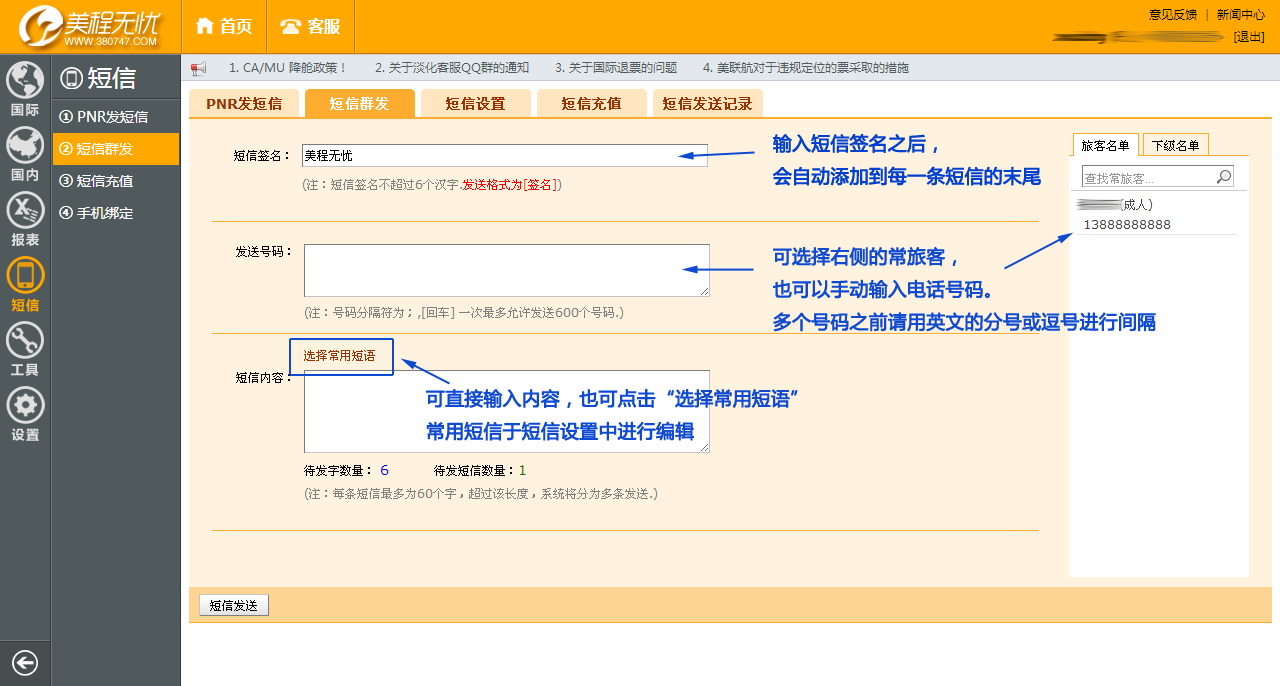 美程无忧
WWW.380747.COM
首页
客服
意见反馈 | 新闻中心
[退出]
国际
国内
报表
短信
工具
设置
短信
① PNR发短信
② 短信群发
③ 短信充值
④ 手机绑定
1. CA/MU 降舱政策！ 2. 关于淡化客服QQ群的通知 3. 关于国际退票的问题 4. 美联航对于违规定位的票采取的措施
PNR发短信 短信群发 短信设置 短信充值 短信发送记录
短信签名： 美程无忧
(注：短信签名不超过6个汉字.发送格式为[签名])
输入短信签名之后，
会自动添加到每一条短信的末尾
发送号码：
(注：号码分隔符为；,[回车] 一次最多允许发送600个号码.)
可选择右侧的常旅客，
也可以手动输入电话号码。
多个号码之前请用英文的分号或逗号进行间隔
选择常用短语
短信内容：
可直接输入内容，也可点击“选择常用短语”
常用短信于短信设置中进行编辑
待发字数量： 6 待发短信数量：1
(注：每条短信最多为60个字，超过该长度，系统将分为多条发送.)
短信发送
旅客名单 下级名单
查找常旅客...
(成人)
13888888888